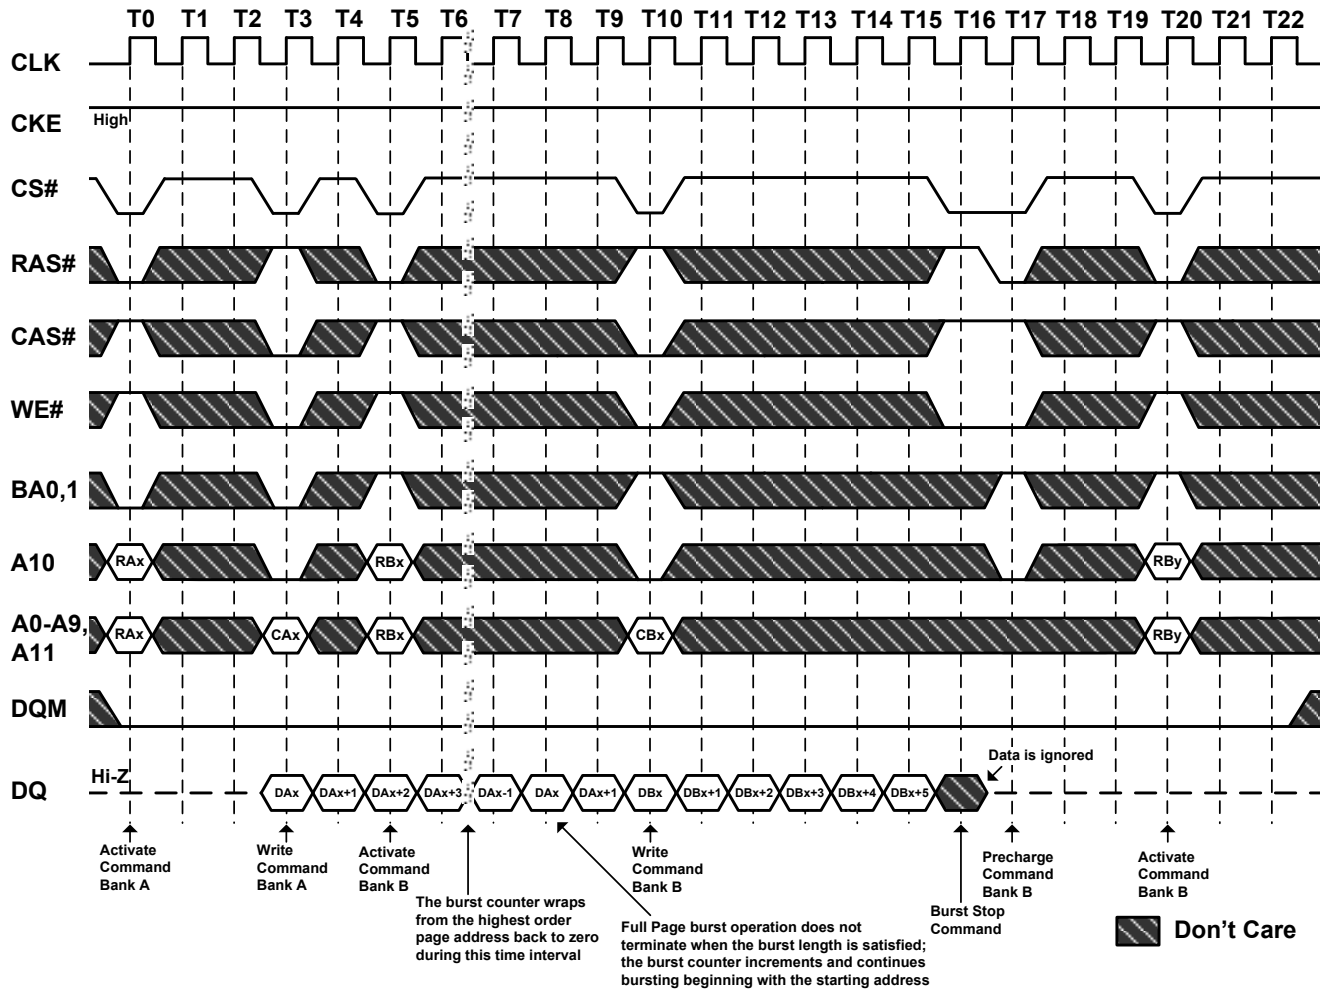 T0 T1 T2 T3 T4 T5 T6 T7 T8 T9 T10 T11 T12 T13 T14 T15 T16 T17 T18 T19 T20 T21 T22
CLK
CKE High
CS#
RAS#
CAS#
WE#
BA0,1
A10 RAx RBx RBy
A0-A9,
A11 RAx CAx RBx CBx RBy
DQM
Data is ignored
DQ Hi-Z DAx DAx+1 DAx+2 DAx+3 DAx-1 DAx DAx+1 DBx DBx+1 DBx+2 DBx+3 DBx+4 DBx+5
Activate
Command
Bank A
Write
Command
Bank A
Activate
Command
Bank B
The burst counter wraps
from the highest order
page address back to zero
during this time interval
Write
Command
Bank B
Full Page burst operation does not
terminate when the burst length is satisfied;
the burst counter increments and continues
bursting beginning with the starting address
Burst Stop
Command
Precharge
Command
Bank B
Activate
Command
Bank B
Don't Care